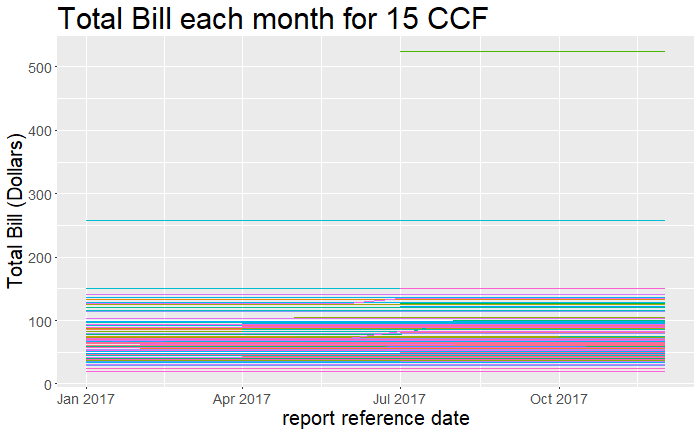 Total Bill each month for 15 CCF
Total Bill (Dollars)
500
400
300
200
100
0
Jan 2017 Apr 2017 Jul 2017 Oct 2017
report reference date